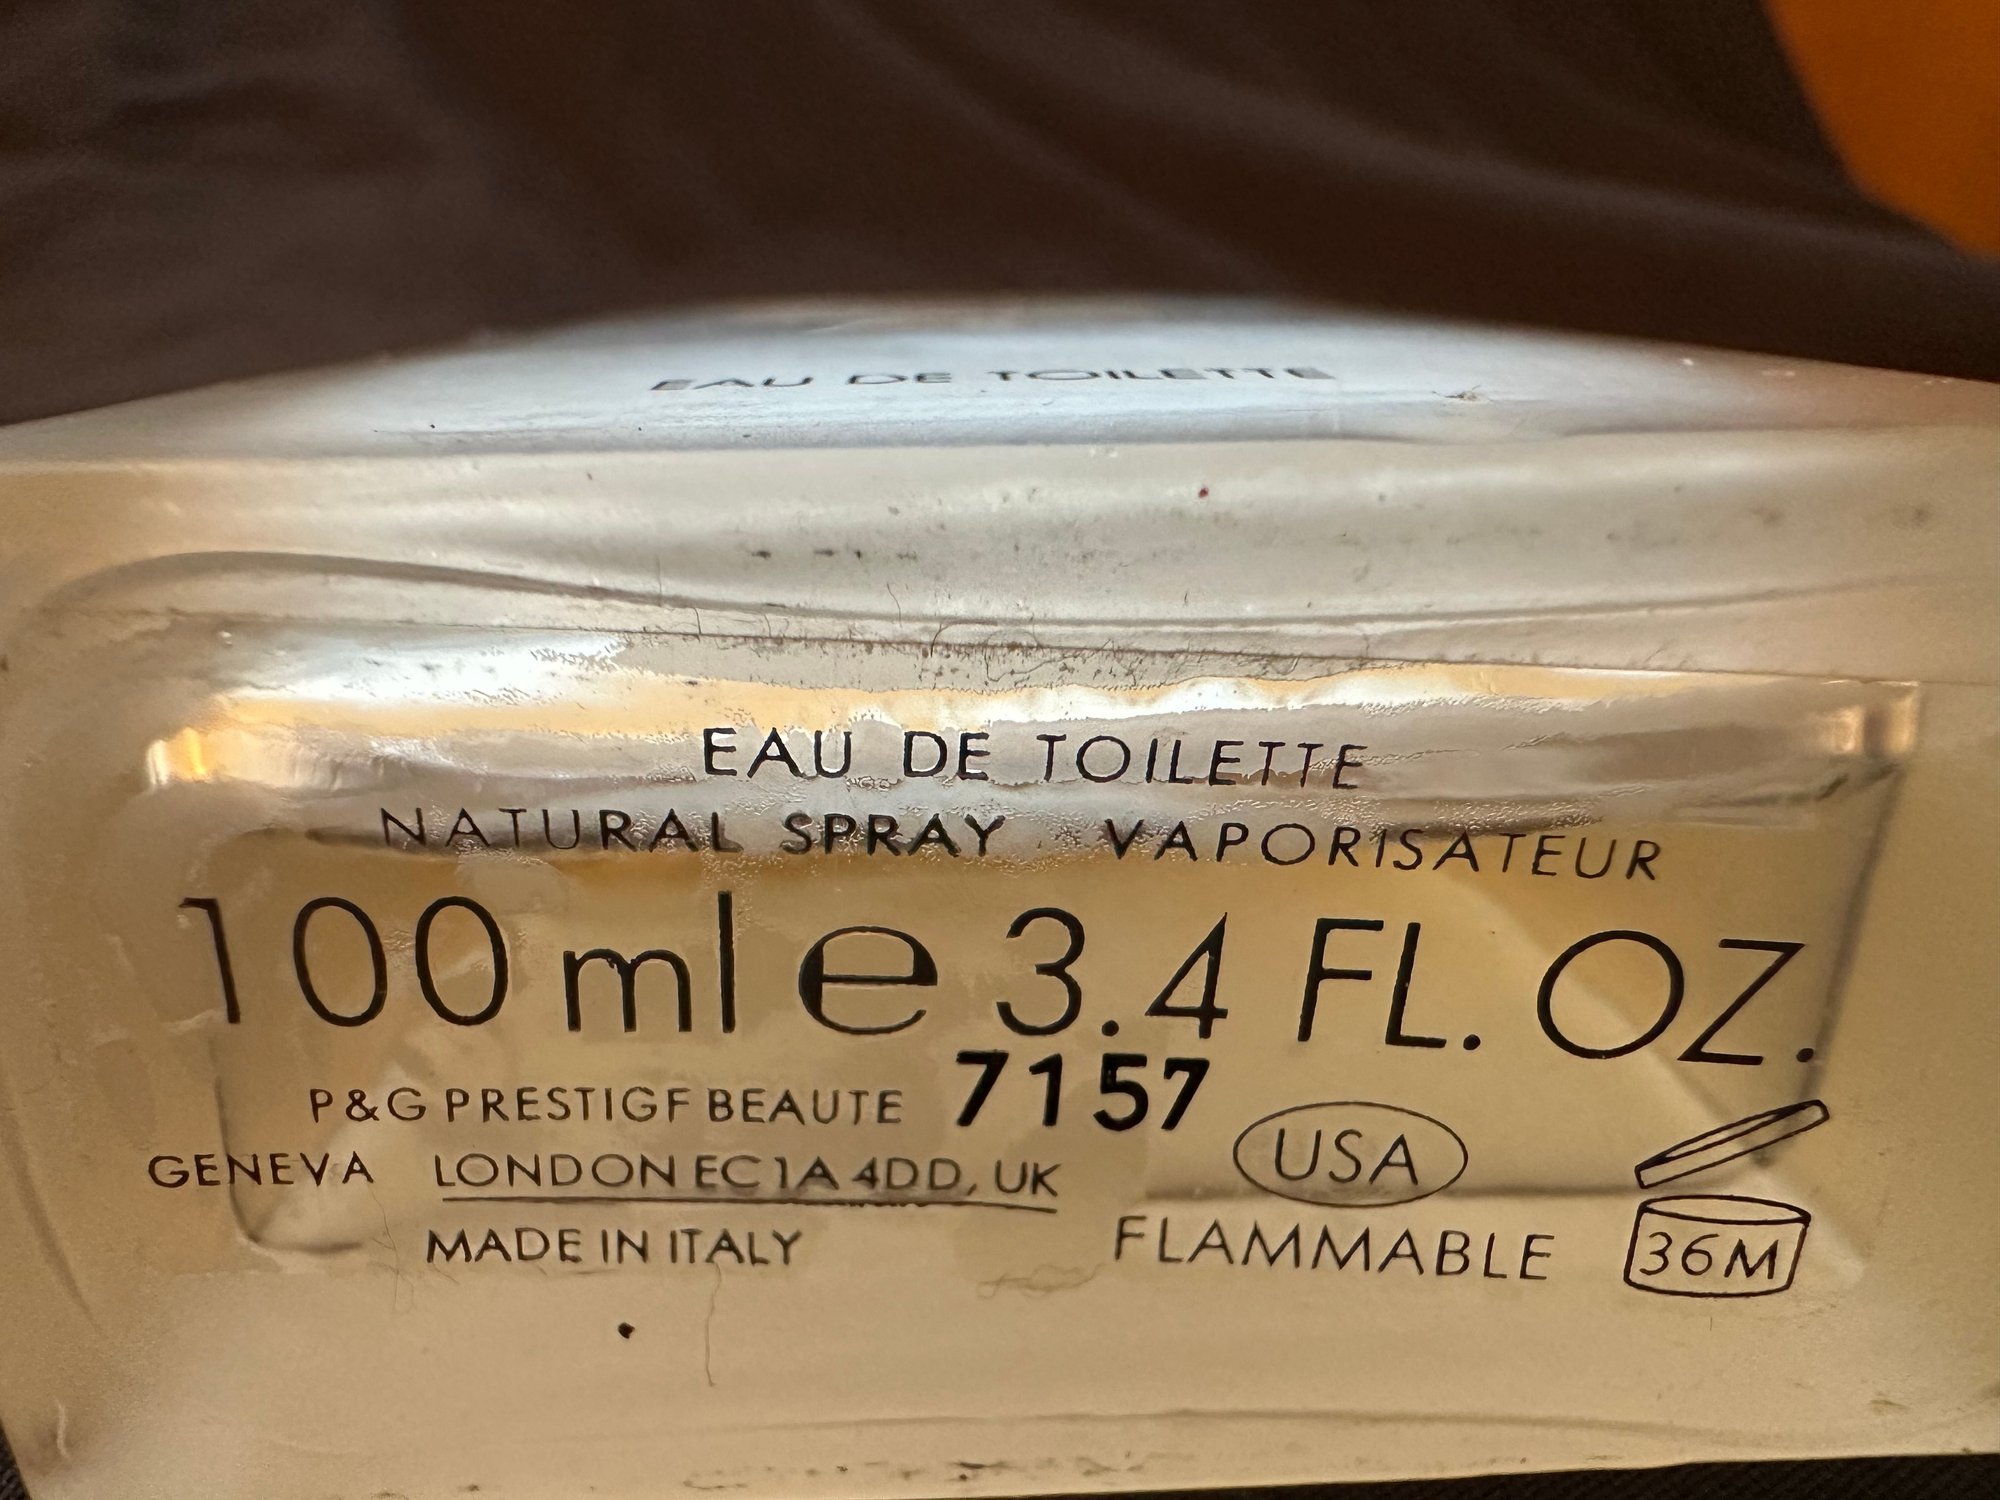 EAU DE TOILETTE
EAU DE TOILETTE
NATURAL SPRAY VAPORISATEUR
100 ml e 3.4 FL. OZ.
P&G PRESTIGE BEAUTE 7157
GENEVA LONDON EC1A 4DD, UK
USA
MADE IN ITALY
FLAMMABLE
36M